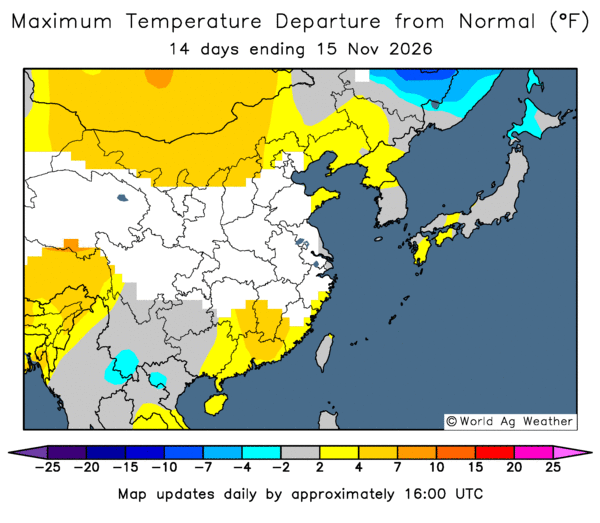 Maximum Temperature Departure from Normal (°F)
14 days ending 15 Nov 2026
© World Ag Weather
-25 -20 -15 -10 -7 -4 -2 2 4 7 10 15 20 25
Map updates daily by approximately 16:00 UTC